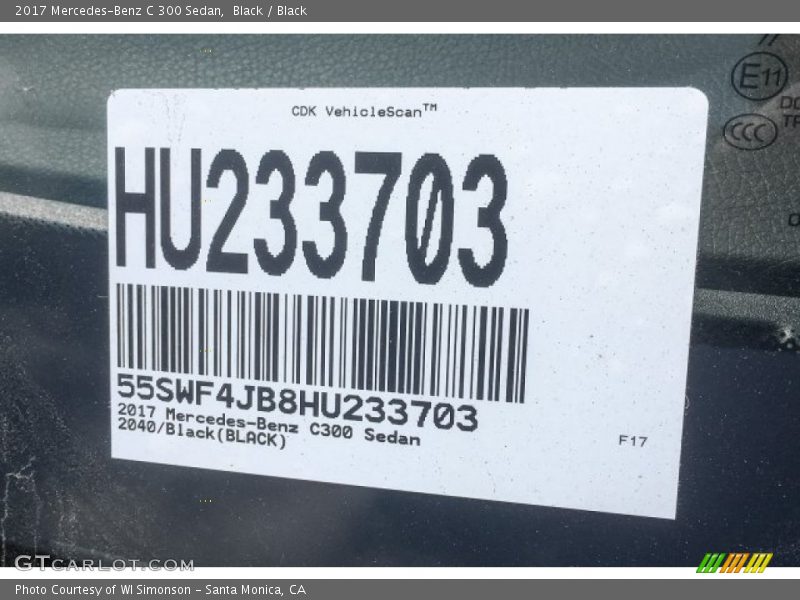 2017 Mercedes-Benz C 300 Sedan,  Black / Black
E11
CCC
CDK VehicleScan™
HU233703
55SWF4JB8HU233703
2017 Mercedes-Benz C300 Sedan
2040/Black(BLACK)
F17
GTCARLOT.COM
Photo Courtesy of WI Simonson - Santa Monica, CA